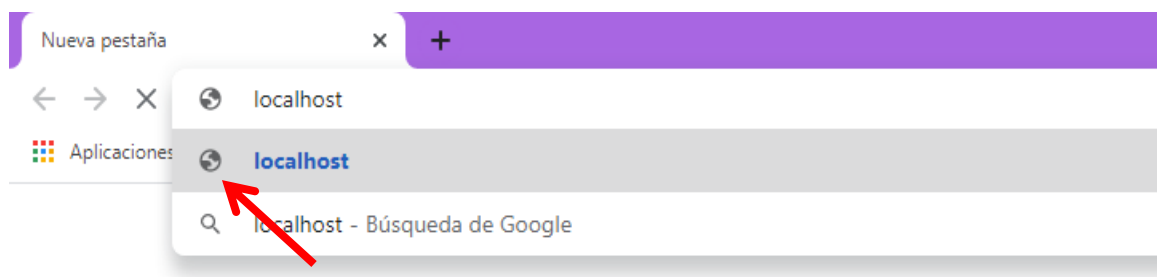 Nueva pestaña
localhost
Aplicaciones
localhost
localhost - Búsqueda de Google